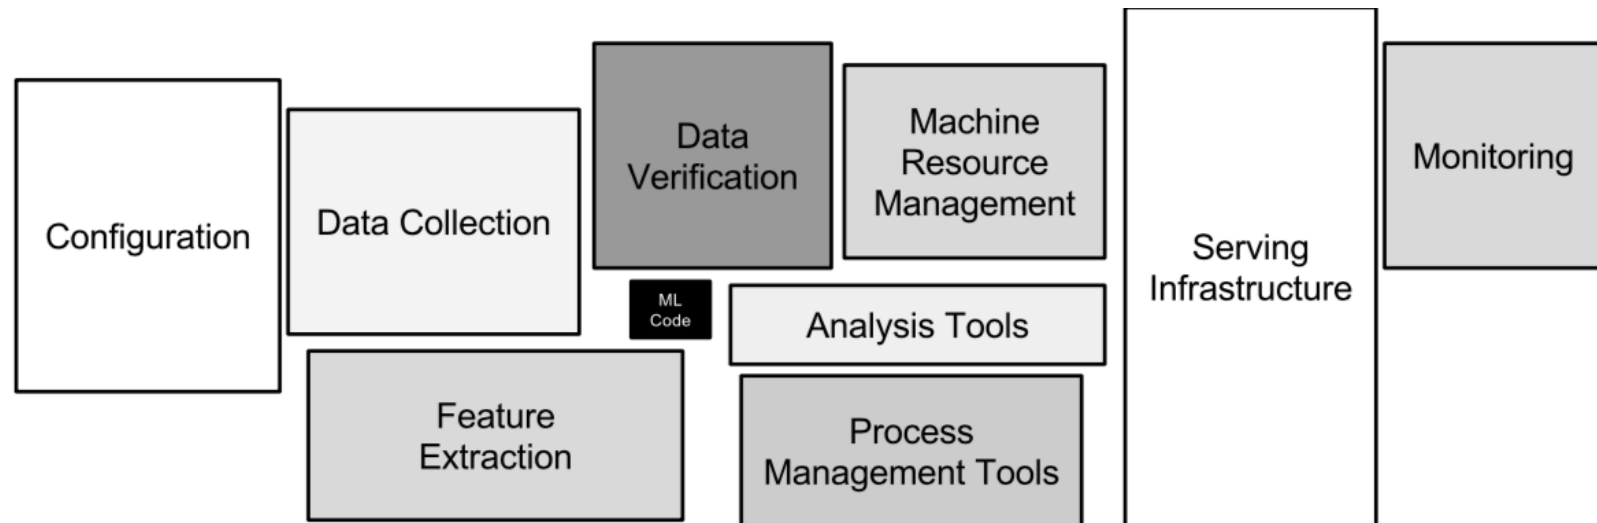 Configuration
Data Collection
Data
Verification
Machine
Resource
Management
Monitoring
Serving
Infrastructure
ML
Code
Analysis Tools
Feature
Extraction
Process
Management Tools